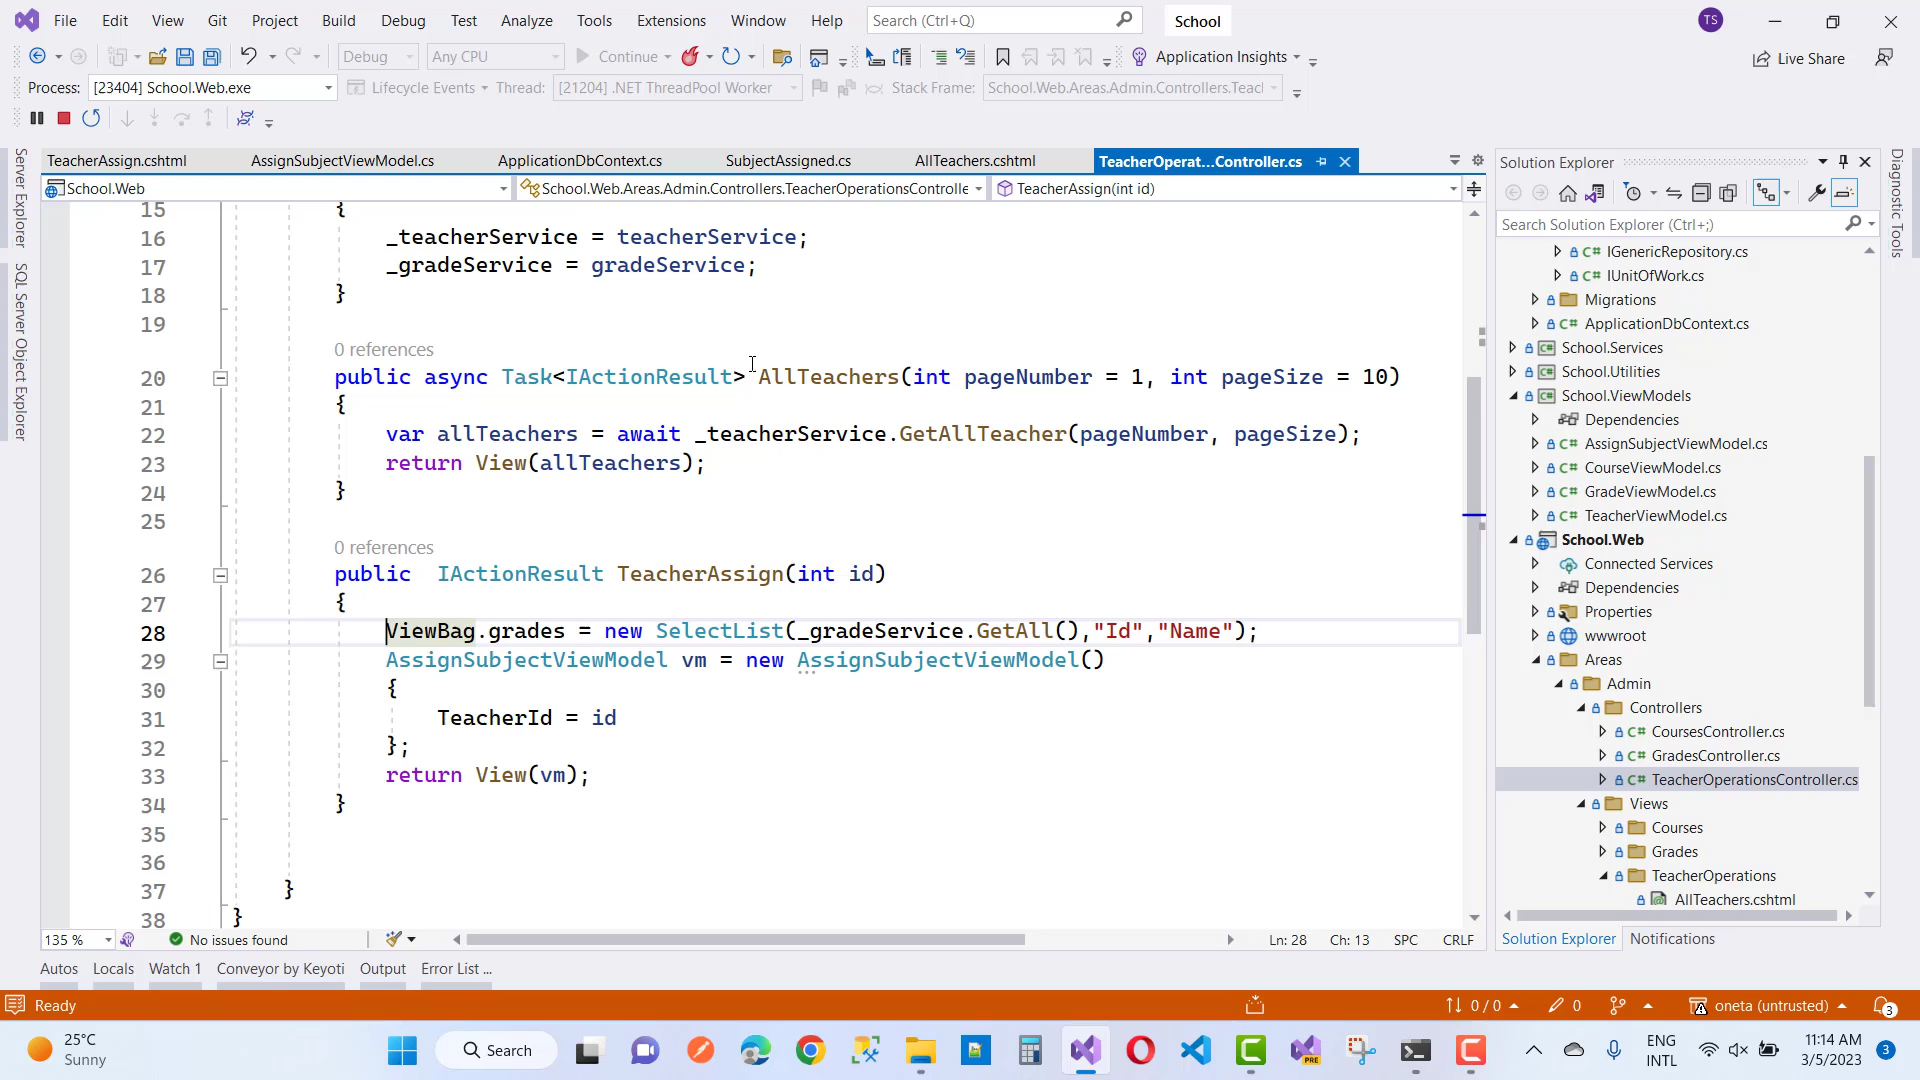 File Edit View Git Project Build Debug Test Analyze Tools Extensions Window Help Search (Ctrl+Q) School TS
Debug Any CPU Continue Application Insights Live Share
Process: [23404] School.Web.exe Lifecycle Events Thread: [21204] .NET ThreadPool Worker Stack Frame: School.Web.Areas.Admin.Controllers.Teacl
TeacherAssign.cshtml AssignSubjectViewModel.cs ApplicationDbContext.cs SubjectAssigned.cs AllTeachers.cshtml TeacherOperat...Controller.cs
School.Web School.Web.Areas.Admin.Controllers.TeacherOperationsControlle TeacherAssign(int id)
Server Explorer
SQL Server Object Explorer
15 {
16 _teacherService = teacherService;
17 _gradeService = gradeService;
18 }
19
0 references
20 public async Task<IActionResult> AllTeachers(int pageNumber = 1, int pageSize = 10)
21 {
22 var allTeachers = await _teacherService.GetAllTeacher(pageNumber, pageSize);
23 return View(allTeachers);
24 }
25
0 references
26 public  IActionResult TeacherAssign(int id)
27 {
28 ViewBag.grades = new SelectList(_gradeService.GetAll(),"Id","Name");
29 AssignSubjectViewModel vm = new AssignSubjectViewModel()
30 {
31 TeacherId = id
32 };
33 return View(vm);
34 }
35
36
37 }
38 }
135 % No issues found Ln: 28 Ch: 13 SPC CRLF
Solution Explorer
Search Solution Explorer (Ctrl+;)
C# IGenericRepository.cs
C# IUnitOfWork.cs
Migrations
C# ApplicationDbContext.cs
C# School.Services
C# School.Utilities
C# School.ViewModels
Dependencies
C# AssignSubjectViewModel.cs
C# CourseViewModel.cs
C# GradeViewModel.cs
C# TeacherViewModel.cs
School.Web
Connected Services
Dependencies
Properties
wwwroot
Areas
Admin
Controllers
C# CoursesController.cs
C# GradesController.cs
C# TeacherOperationsController.cs
Views
Courses
Grades
TeacherOperations
AllTeachers.cshtml
Solution Explorer Notifications
Diagnostic Tools
Autos Locals Watch 1 Conveyor by Keyoti Output Error List ...
Ready 0 / 0 0 oneta (untrusted) 3
25°C
Sunny
Search
PRE
ENG
INTL
11:14 AM
3/5/2023
3